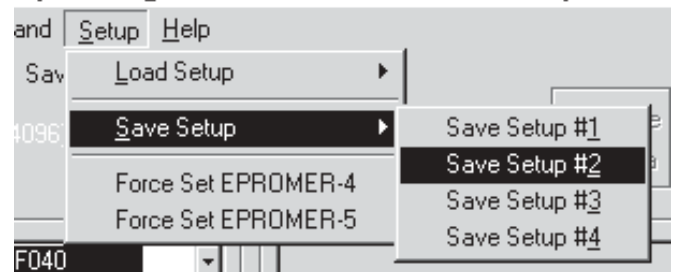 and Setup Help
Sav
Load Setup
4096]
Save Setup
Save Setup #1
Save Setup #2
Save Setup #3
Save Setup #4
Force Set EPROMER-4
Force Set EPROMER-5
F040